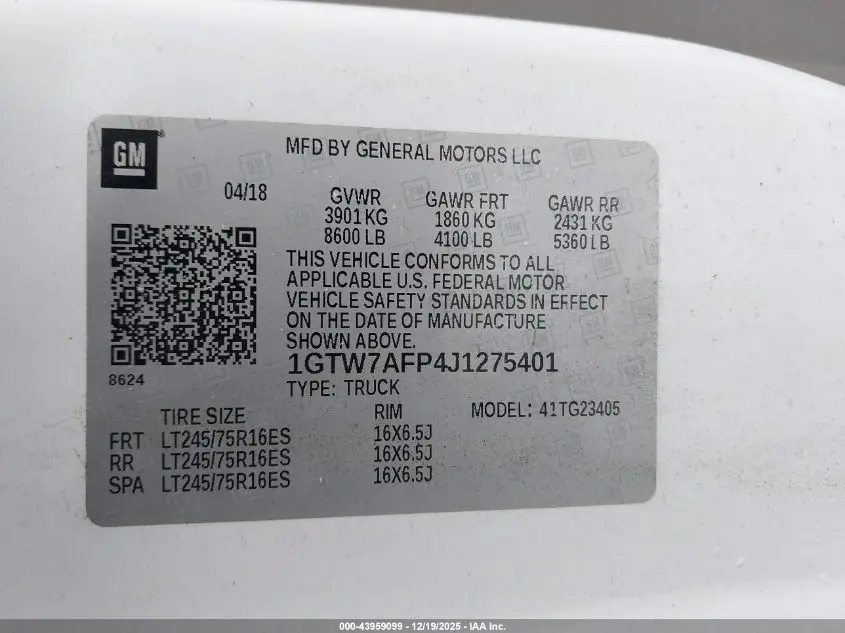 GM
MFD BY GENERAL MOTORS LLC
04/18
GVWR GAWR FRT GAWR RR
3901 KG 1860 KG 2431 KG
8600 LB 4100 LB 5360 LB
THIS VEHICLE CONFORMS TO ALL
APPLICABLE U.S. FEDERAL MOTOR
VEHICLE SAFETY STANDARDS IN EFFECT
ON THE DATE OF MANUFACTURE
SHOWN ABOVE.
1GTW7AFP4J1275401
8624
TYPE: TRUCK
TIRE SIZE RIM MODEL: 41TG23405
FRT LT245/75R16ES 16X6.5J
RR LT245/75R16ES 16X6.5J
SPA LT245/75R16ES 16X6.5J
000-43959099 — 12/19/2025 — IAA Inc.